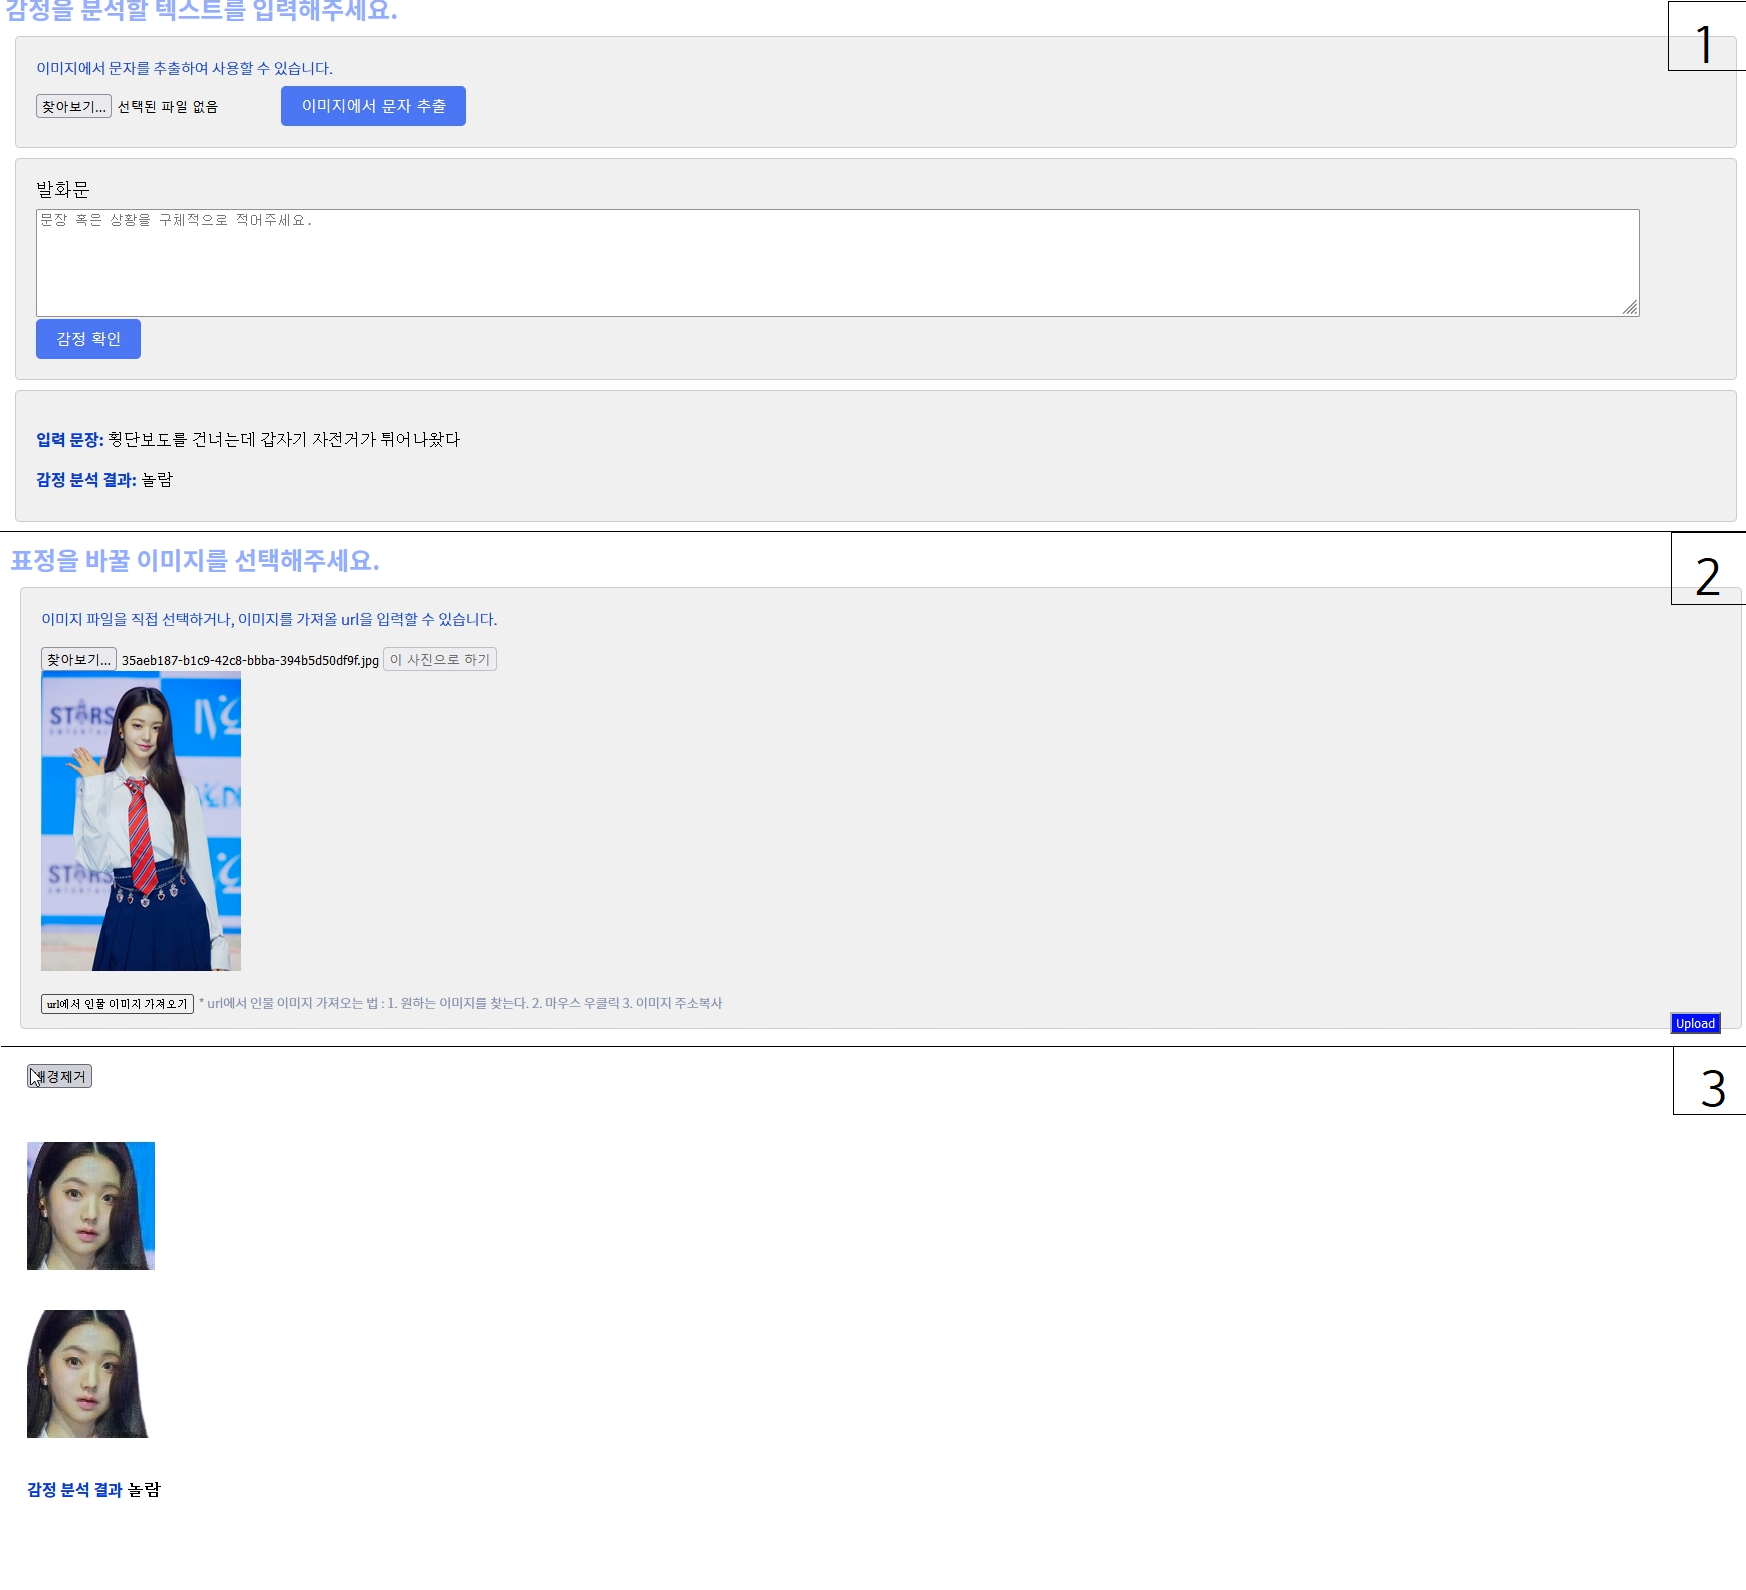 감정을 분석할 텍스트를 입력해주세요.
1
이미지에서 문자를 추출하여 사용할 수 있습니다.
찾아보기... 선택된 파일 없음 이미지에서 문자 추출
발화문
문장 혹은 상황을 구체적으로 적어주세요.
감정 확인
입력 문장: 횡단보도를 건너는데 갑자기 자전거가 튀어나왔다
감정 분석 결과: 놀람
표정을 바꿀 이미지를 선택해주세요.
2
이미지 파일을 직접 선택하거나, 이미지를 가져올 url을 입력할 수 있습니다.
찾아보기... 35aeb187-b1c9-42c8-bbba-394b5d50df9f.jpg 이 사진으로 하기
STARS
STARS
url에서 인물 이미지 가져오기 * url에서 인물 이미지 가져오는 법 : 1. 원하는 이미지를 찾는다. 2. 마우스 우클릭 3. 이미지 주소복사
Upload
3
배경제거
감정 분석 결과 놀람